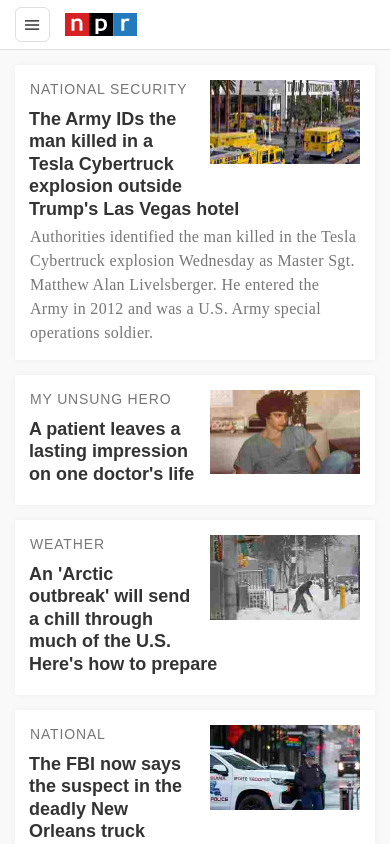 npr
NATIONAL SECURITY
The Army IDs the
man killed in a
Tesla Cybertruck
explosion outside
Trump's Las Vegas hotel
Authorities identified the man killed in the Tesla
Cybertruck explosion Wednesday as Master Sgt.
Matthew Alan Livelsberger. He entered the
Army in 2012 and was a U.S. Army special
operations soldier.
MY UNSUNG HERO
A patient leaves a
lasting impression
on one doctor's life
WEATHER
An 'Arctic
outbreak' will send
a chill through
much of the U.S.
Here's how to prepare
NATIONAL
The FBI now says
the suspect in the
deadly New
Orleans truck
STATE TROOPER
POLICE